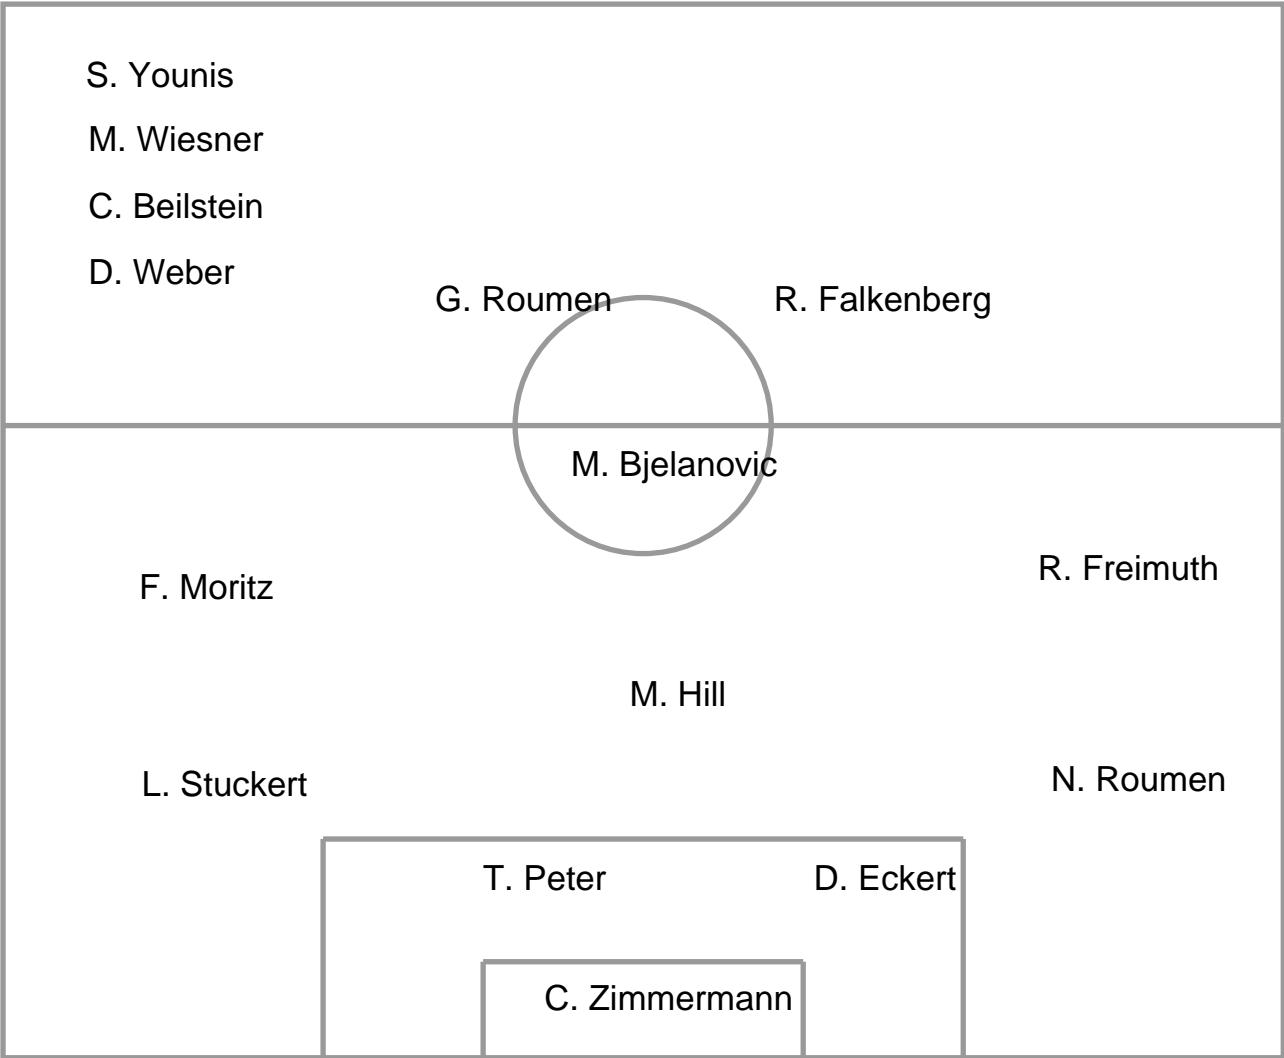 S. Younis
M. Wiesner
C. Beilstein
D. Weber
G. Roumen
R. Falkenberg
M. Bjelanovic
F. Moritz
R. Freimuth
M. Hill
L. Stuckert
N. Roumen
T. Peter
D. Eckert
C. Zimmermann